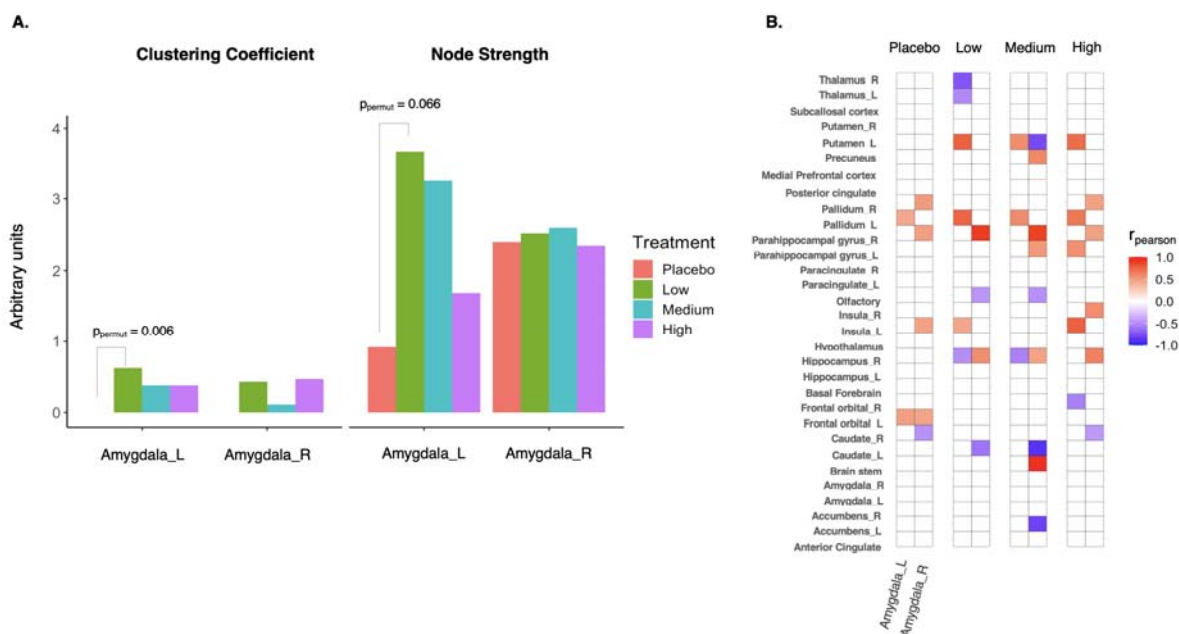 A.
Clustering Coefficient
Node Strength
p_permut = 0.066
p_permut = 0.006
Arbitrary units
4
3
2
1
0
Amygdala_L
Amygdala_R
Amygdala_L
Amygdala_R
Treatment
Placebo
Low
Medium
High
B.
Placebo Low Medium High
Thalamus_R
Thalamus_L
Subcallosal cortex
Putamen_R
Putamen_L
Precuneus
Medial Prefrontal cortex
Posterior cingulate
Pallidum_R
Pallidum_L
Parahippocampal gyrus_R
Parahippocampal gyrus_L
Paracingulate_R
Paracingulate_L
Olfactory
Insula_R
Insula_L
Hypothalamus
Hippocampus_R
Hippocampus_L
Basal Forebrain
Frontal orbital_R
Frontal orbital_L
Caudate_R
Caudate_L
Brain stem
Amygdala_R
Amygdala_L
Accumbens_R
Accumbens_L
Anterior Cingulate
Amygdala_L
Amygdala_R
r_pearson
1.0
0.5
0.0
-0.5
-1.0